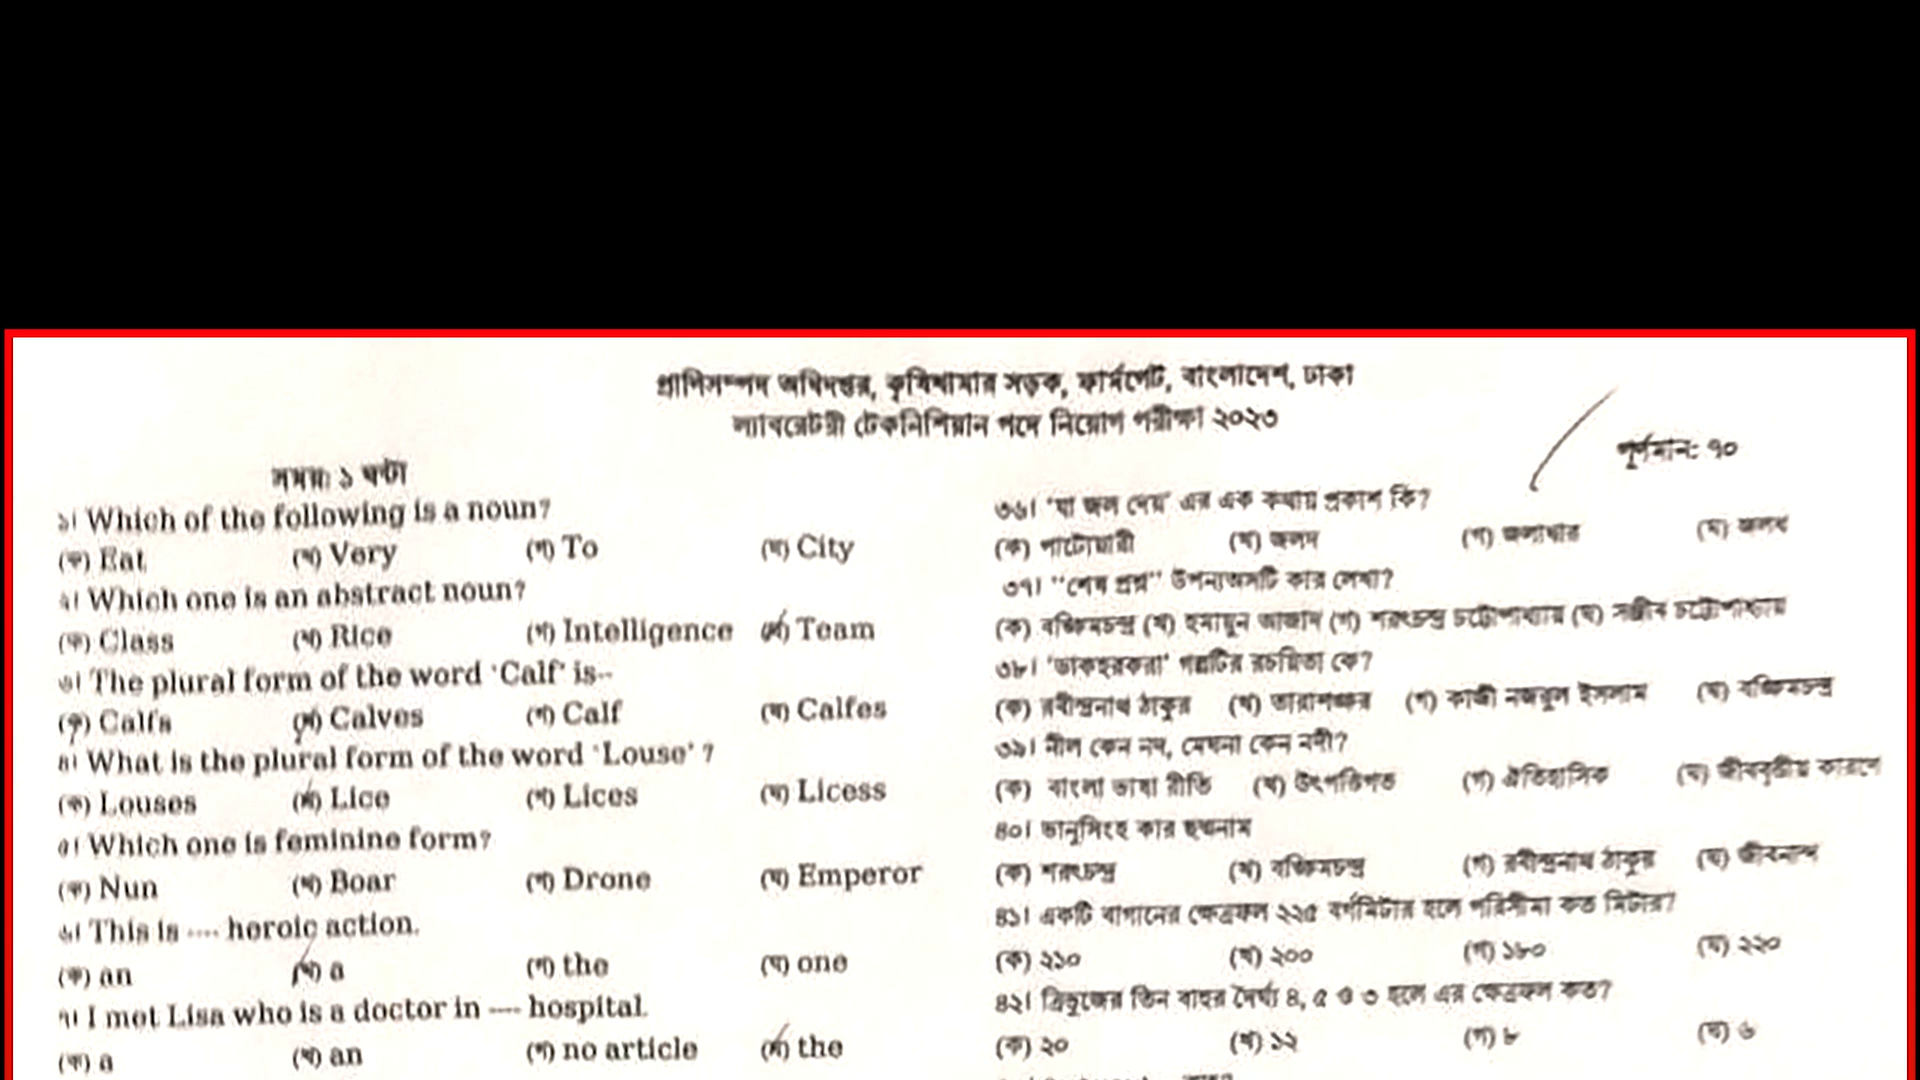 প্রাণিসম্পদ অধিদপ্তর, কৃষিখামার সড়ক, ফার্মগেট, বাংলাদেশ, ঢাকা
ল্যাবরেটরী টেকনিশিয়ান পদে নিয়োগ পরীক্ষা ২০২৩
পূর্ণমান: ৭০
সময়: ১ ঘন্টা
১। Which of the following is a noun?
(ক) Eat (খ) Very (গ) To (ঘ) City
২। Which one is an abstract noun?
(ক) Class (খ) Rice (গ) Intelligence (ঘ) Team
৩। The plural form of the word ‘Calf’ is--
(ক) Calfs (খ) Calves (গ) Calf (ঘ) Calfes
৪। What is the plural form of the word ‘Louse’ ?
(ক) Louses (খ) Lice (গ) Lices (ঘ) Licess
৫। Which one is feminine form?
(ক) Nun (খ) Boar (গ) Drone (ঘ) Emperor
৬। This is ---- heroic action.
(ক) an (খ) a (গ) the (ঘ) one
৭। I met Lisa who is a doctor in ---- hospital.
(ক) a (খ) an (গ) no article (ঘ) the
৩৬। ‘যা জল দেয়’ এর এক কথায় প্রকাশ কি?
(ক) পাটোয়ারী (খ) জলদ (গ) জলাধার (ঘ) জলধ
৩৭। “শেষ প্রশ্ন” উপন্যাসটি কার লেখা?
(ক) বঙ্কিমচন্দ্র (খ) হুমায়ুন আজাদ (গ) শরৎচন্দ্র চট্টোপাধ্যায় (ঘ) সঞ্জীব চট্টোপাধ্যায়
৩৮। ‘ডাকহরকরা’ গল্পটির রচয়িতা কে?
(ক) রবীন্দ্রনাথ ঠাকুর (খ) তারাশঙ্কর (গ) কাজী নজরুল ইসলাম (ঘ) বঙ্কিমচন্দ্র
৩৯। নীল কেন নদ, মেঘনা কেন নদী?
(ক) বাংলা ভাষা রীতি (খ) উৎপত্তিগত (গ) ঐতিহাসিক (ঘ) কারণে
৪০। ভানুসিংহ কার ছদ্মনাম
(ক) শরৎচন্দ্র (খ) বঙ্কিমচন্দ্র (গ) রবীন্দ্রনাথ ঠাকুর (ঘ)
৪১। একটি বাগানের ক্ষেত্রফল ২২৫ বর্গমিটার হলে পরিসীমা কত মিটার?
(ক) ২১০ (খ) ২০০ (গ) ১৮০ (ঘ) ২২০
৪২। ত্রিভুজের তিন বাহুর দৈর্ঘ্য ৪, ৫ ও ৩ হলে এর ক্ষেত্রফল কত?
(ক) ২০ (খ) ১২ (গ) ৮ (ঘ) ৬